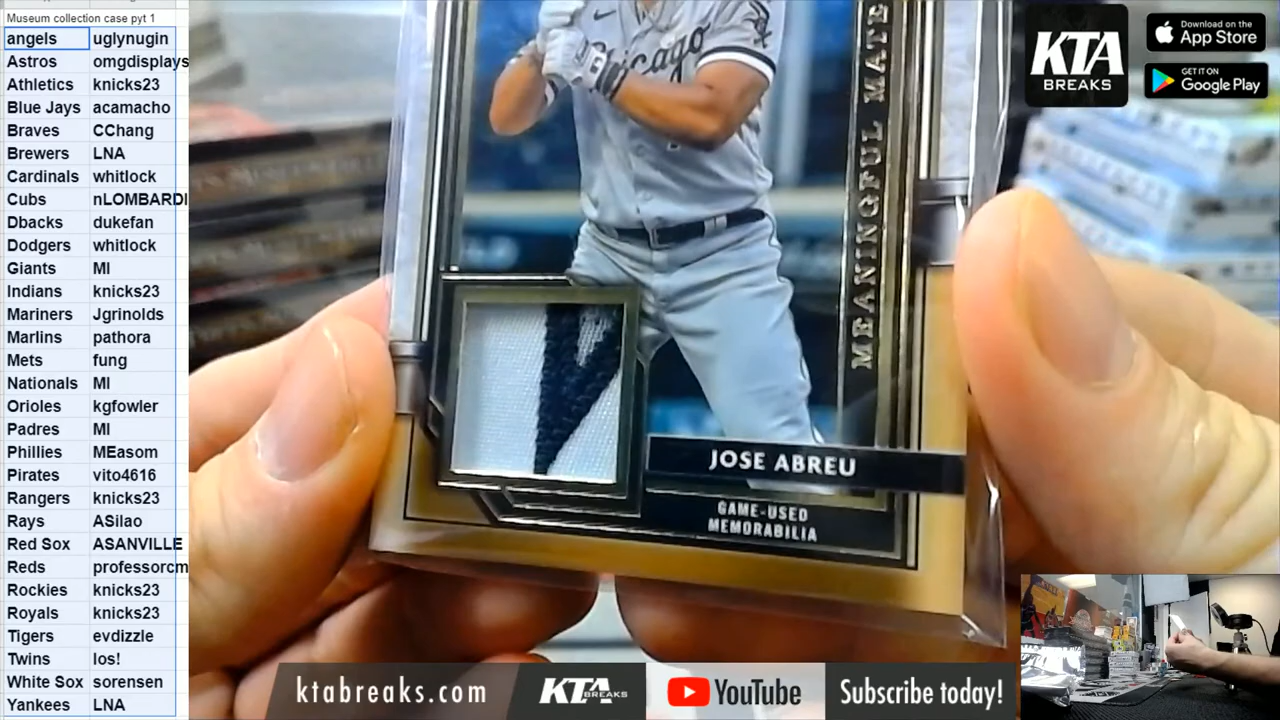 Museum collection case pyt 1
angels uglynugin
Astros omgdisplays
Athletics knicks23
Blue Jays acamacho
Braves CChang
Brewers LNA
Cardinals whitlock
Cubs nLOMBARDI
Dbacks dukefan
Dodgers whitlock
Giants MI
Indians knicks23
Mariners Jgrinolds
Marlins pathora
Mets fung
Nationals MI
Orioles kgfowler
Padres MI
Phillies MEasom
Pirates vito4616
Rangers knicks23
Rays ASilao
Red Sox ASANVILLE
Reds professorcm
Rockies knicks23
Royals knicks23
Tigers evdizzle
Twins los!
White Sox sorensen
Yankees LNA
Chicago
MEANINGFUL MATE
JOSE ABREU
GAME-USED
MEMORABILIA
KTA
BREAKS
Download on the
App Store
GET IT ON
Google Play
ktabreaks.com
KTA
BREAKS
YouTube
Subscribe today!